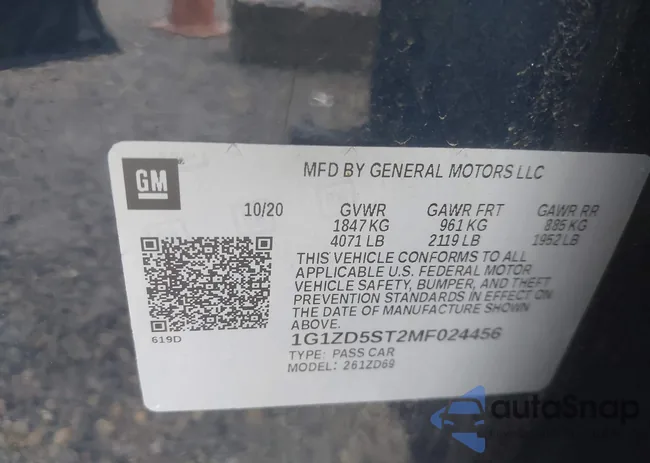 GM
MFD BY GENERAL MOTORS LLC
10/20 GVWR GAWR FRT GAWR RR
1847 KG 961 KG 885 KG
4071 LB 2119 LB 1952 LB
THIS VEHICLE CONFORMS TO ALL
APPLICABLE U.S. FEDERAL MOTOR
VEHICLE SAFETY, BUMPER, AND THEFT
PREVENTION STANDARDS IN EFFECT ON
THE DATE OF MANUFACTURE SHOWN
ABOVE.
619D
1G1ZD5ST2MF024456
TYPE: PASS CAR
MODEL: 261ZD69
autoSnap